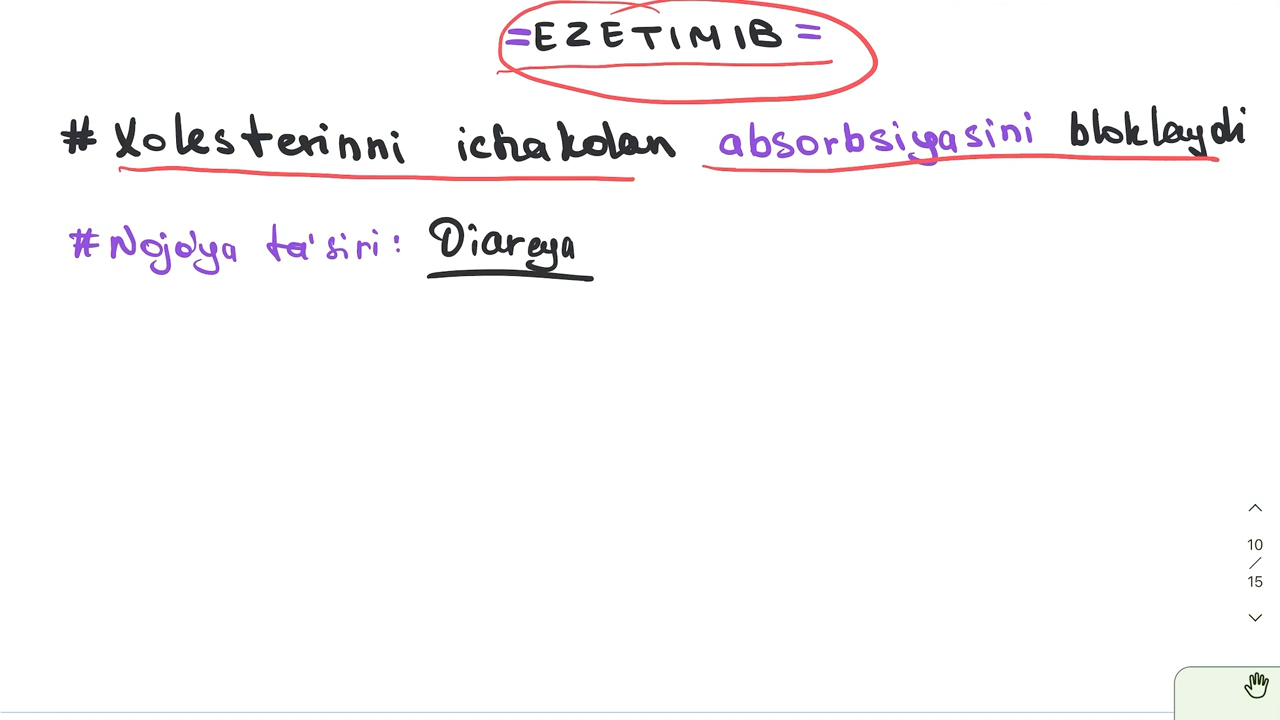 =EZETIMIB=
# Xolesterinni ichakdan absorbsiyasini bloklaydi
# Nojo'ya ta'siri: Diareya
10
/
15